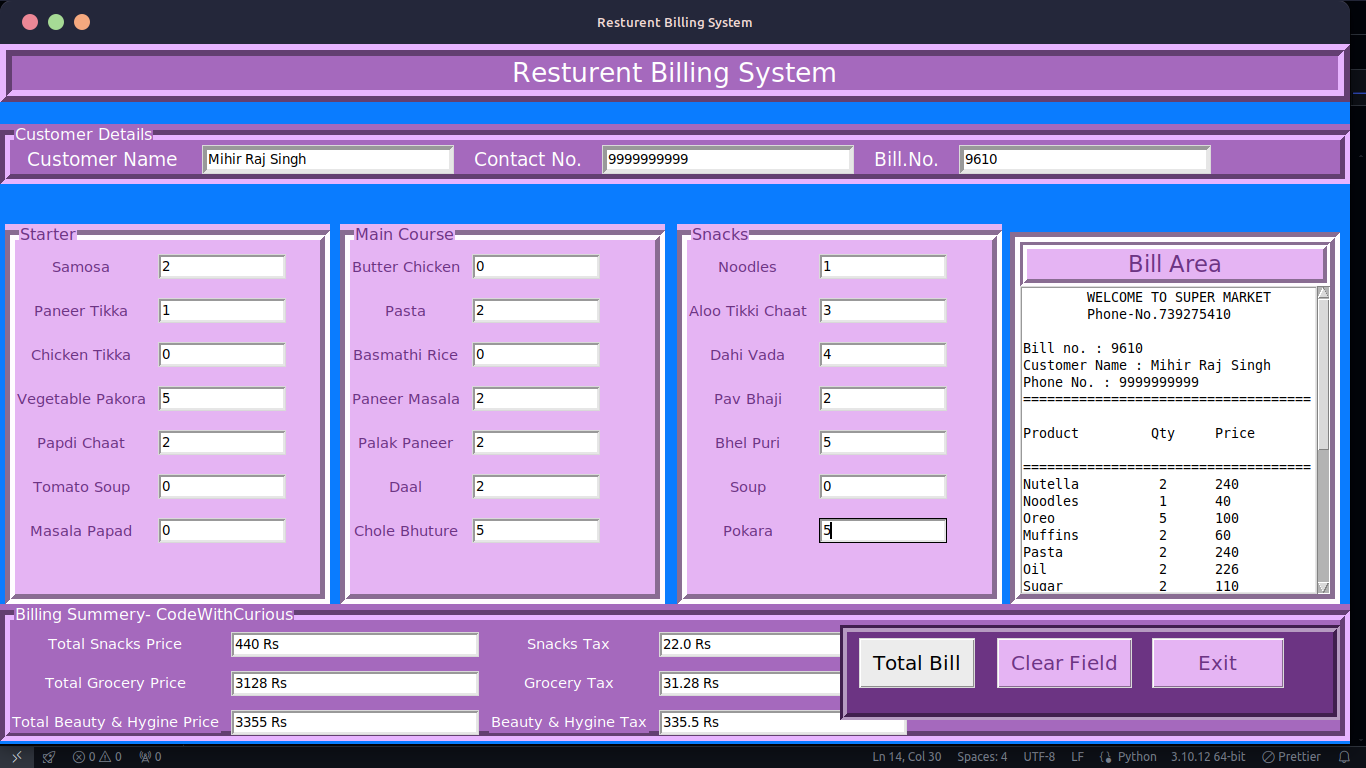 Resturent Billing System
Resturent Billing System
Customer Details
Customer Name Mihir Raj Singh Contact No. 9999999999 Bill.No. 9610
Starter
Samosa 2
Paneer Tikka 1
Chicken Tikka 0
Vegetable Pakora 5
Papdi Chaat 2
Tomato Soup 0
Masala Papad 0
Main Course
Butter Chicken 0
Pasta 2
Basmathi Rice 0
Paneer Masala 2
Palak Paneer 2
Daal 2
Chole Bhuture 5
Snacks
Noodles 1
Aloo Tikki Chaat 3
Dahi Vada 4
Pav Bhaji 2
Bhel Puri 5
Soup 0
Pokara 5
Bill Area
WELCOME TO SUPER MARKET
Phone-No.739275410
Bill no. : 9610
Customer Name : Mihir Raj Singh
Phone No. : 9999999999
====================================
Product Qty Price
====================================
Nutella 2 240
Noodles 1 40
Oreo 5 100
Muffins 2 60
Pasta 2 240
Oil 2 226
Sugar 2 110
Billing Summery- CodeWithCurious
Total Snacks Price 440 Rs Snacks Tax 22.0 Rs
Total Grocery Price 3128 Rs Grocery Tax 31.28 Rs
Total Beauty & Hygine Price 3355 Rs Beauty & Hygine Tax 335.5 Rs
Total Bill Clear Field Exit
0 0 0 Ln 14, Col 30 Spaces: 4 UTF-8 LF Python 3.10.12 64-bit Prettier